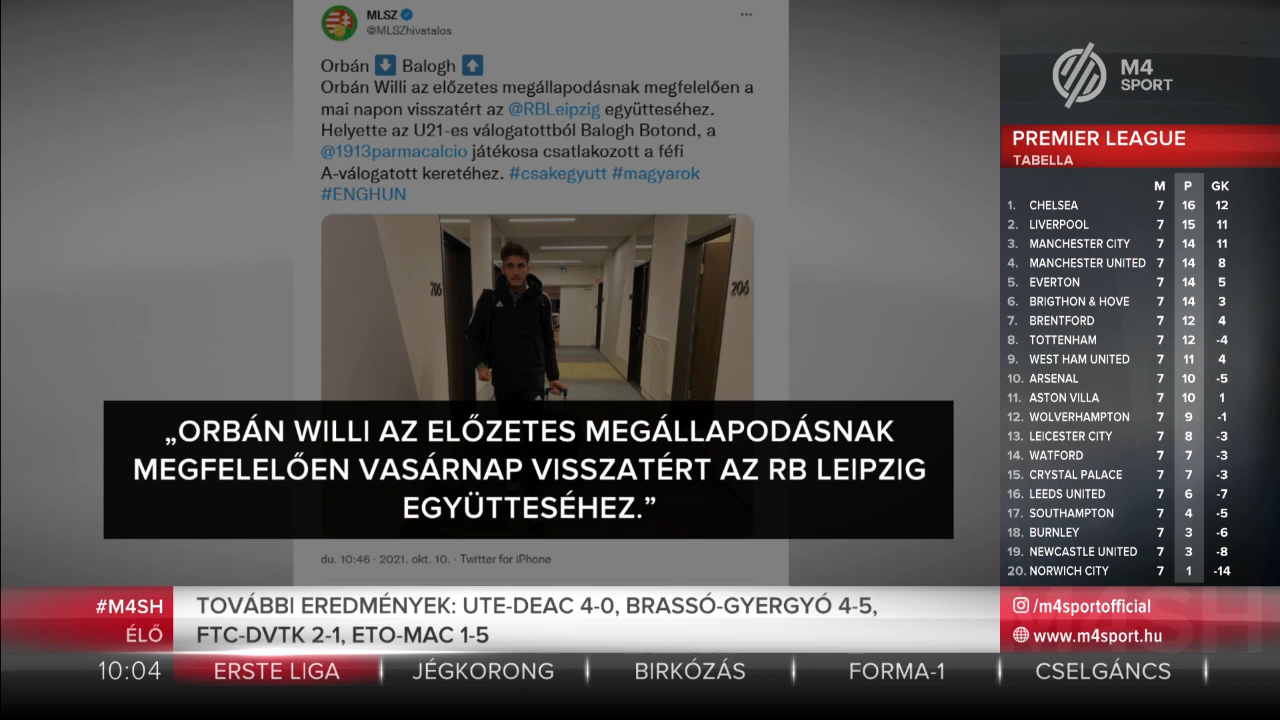 MLSZ
@MLSZhivatalos
Orbán ⬇ Balogh ⬆
Orbán Willi az előzetes megállapodásnak megfelelően a
mai napon visszatért az @RBLeipzig együtteséhez.
Helyette az U21-es válogatottból Balogh Botond, a
@1913parmacalcio játékosa csatlakozott a féfi
A-válogatott keretéhez. #csakegyutt #magyarok
#ENGHUN
206
206
„ORBÁN WILLI AZ ELŐZETES MEGÁLLAPODÁSNAK
MEGFELELŐEN VASÁRNAP VISSZATÉRT AZ RB LEIPZIG
EGYÜTTESÉHEZ.”
du. 10:46 · 2021. okt. 10. · Twitter for iPhone
M4
SPORT
PREMIER LEAGUE
TABELLA
M P GK
1. CHELSEA 7 16 12
2. LIVERPOOL 7 15 11
3. MANCHESTER CITY 7 14 11
4. MANCHESTER UNITED 7 14 8
5. EVERTON 7 14 5
6. BRIGTHON & HOVE 7 14 3
7. BRENTFORD 7 12 4
8. TOTTENHAM 7 12 -4
9. WEST HAM UNITED 7 11 4
10. ARSENAL 7 10 -5
11. ASTON VILLA 7 10 1
12. WOLVERHAMPTON 7 9 -1
13. LEICESTER CITY 7 8 -3
14. WATFORD 7 7 -3
15. CRYSTAL PALACE 7 7 -3
16. LEEDS UNITED 7 6 -7
17. SOUTHAMPTON 7 4 -5
18. BURNLEY 7 3 -6
19. NEWCASTLE UNITED 7 3 -8
20. NORWICH CITY 7 1 -14
#M4SH
ÉLŐ
TOVÁBBI EREDMÉNYEK: UTE-DEAC 4-0, BRASSÓ-GYERGYÓ 4-5,
FTC-DVTK 2-1, ETO-MAC 1-5
/m4sportofficial
www.m4sport.hu
10:04 ERSTE LIGA JÉGKORONG BIRKÓZÁS FORMA-1 CSELGÁNCS